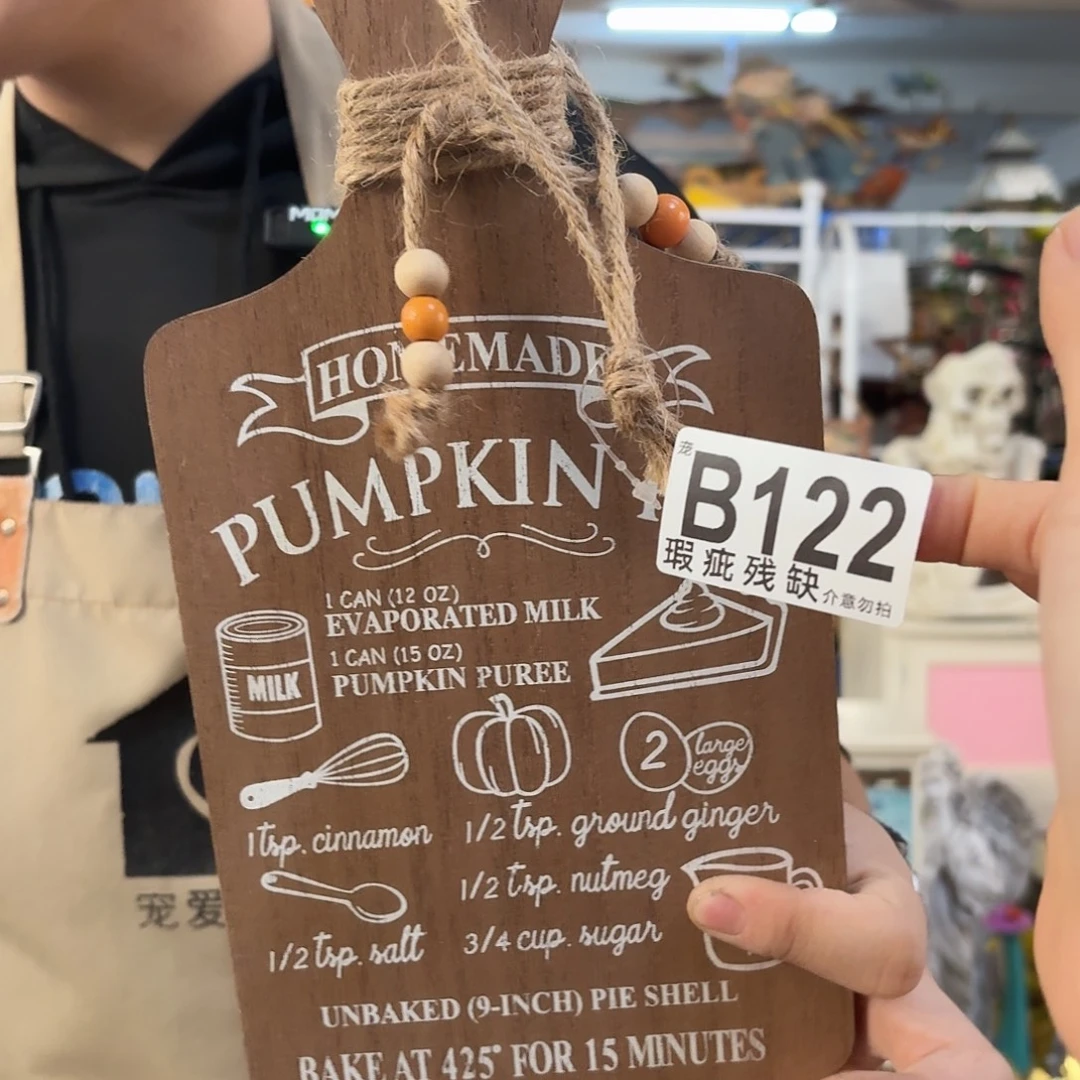 HOMEMADE
PUMPKIN
1 CAN (12 OZ)
EVAPORATED MILK
1 CAN (15 OZ)
PUMPKIN PUREE
MILK
2 large eggs
1 tsp. cinnamon
1/2 tsp. ground ginger
1/2 tsp. nutmeg
1/2 tsp. salt
3/4 cup. sugar
UNBAKED (9-INCH) PIE SHELL
BAKE AT 425° FOR 15 MINUTES
宠
B122
瑕疵残缺 介意勿拍
宠爱